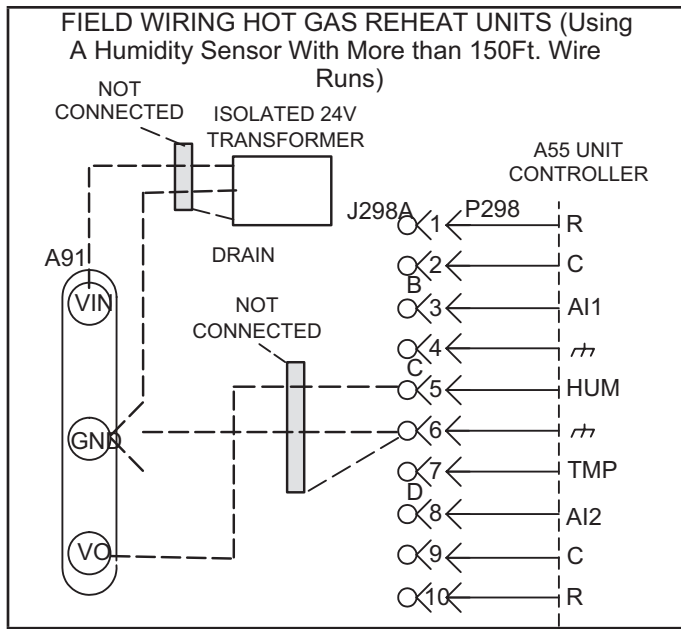 FIELD WIRING HOT GAS REHEAT UNITS (Using
A Humidity Sensor With More than 150Ft. Wire
Runs)
NOT
CONNECTED
ISOLATED 24V
TRANSFORMER
A55 UNIT
CONTROLLER
J298A
P298
1
R
A91
DRAIN
2
C
B
VIN
3
AI1
NOT
CONNECTED
4
C
5
HUM
GND
6
7
TMP
D
8
AI2
VO
9
C
10
R